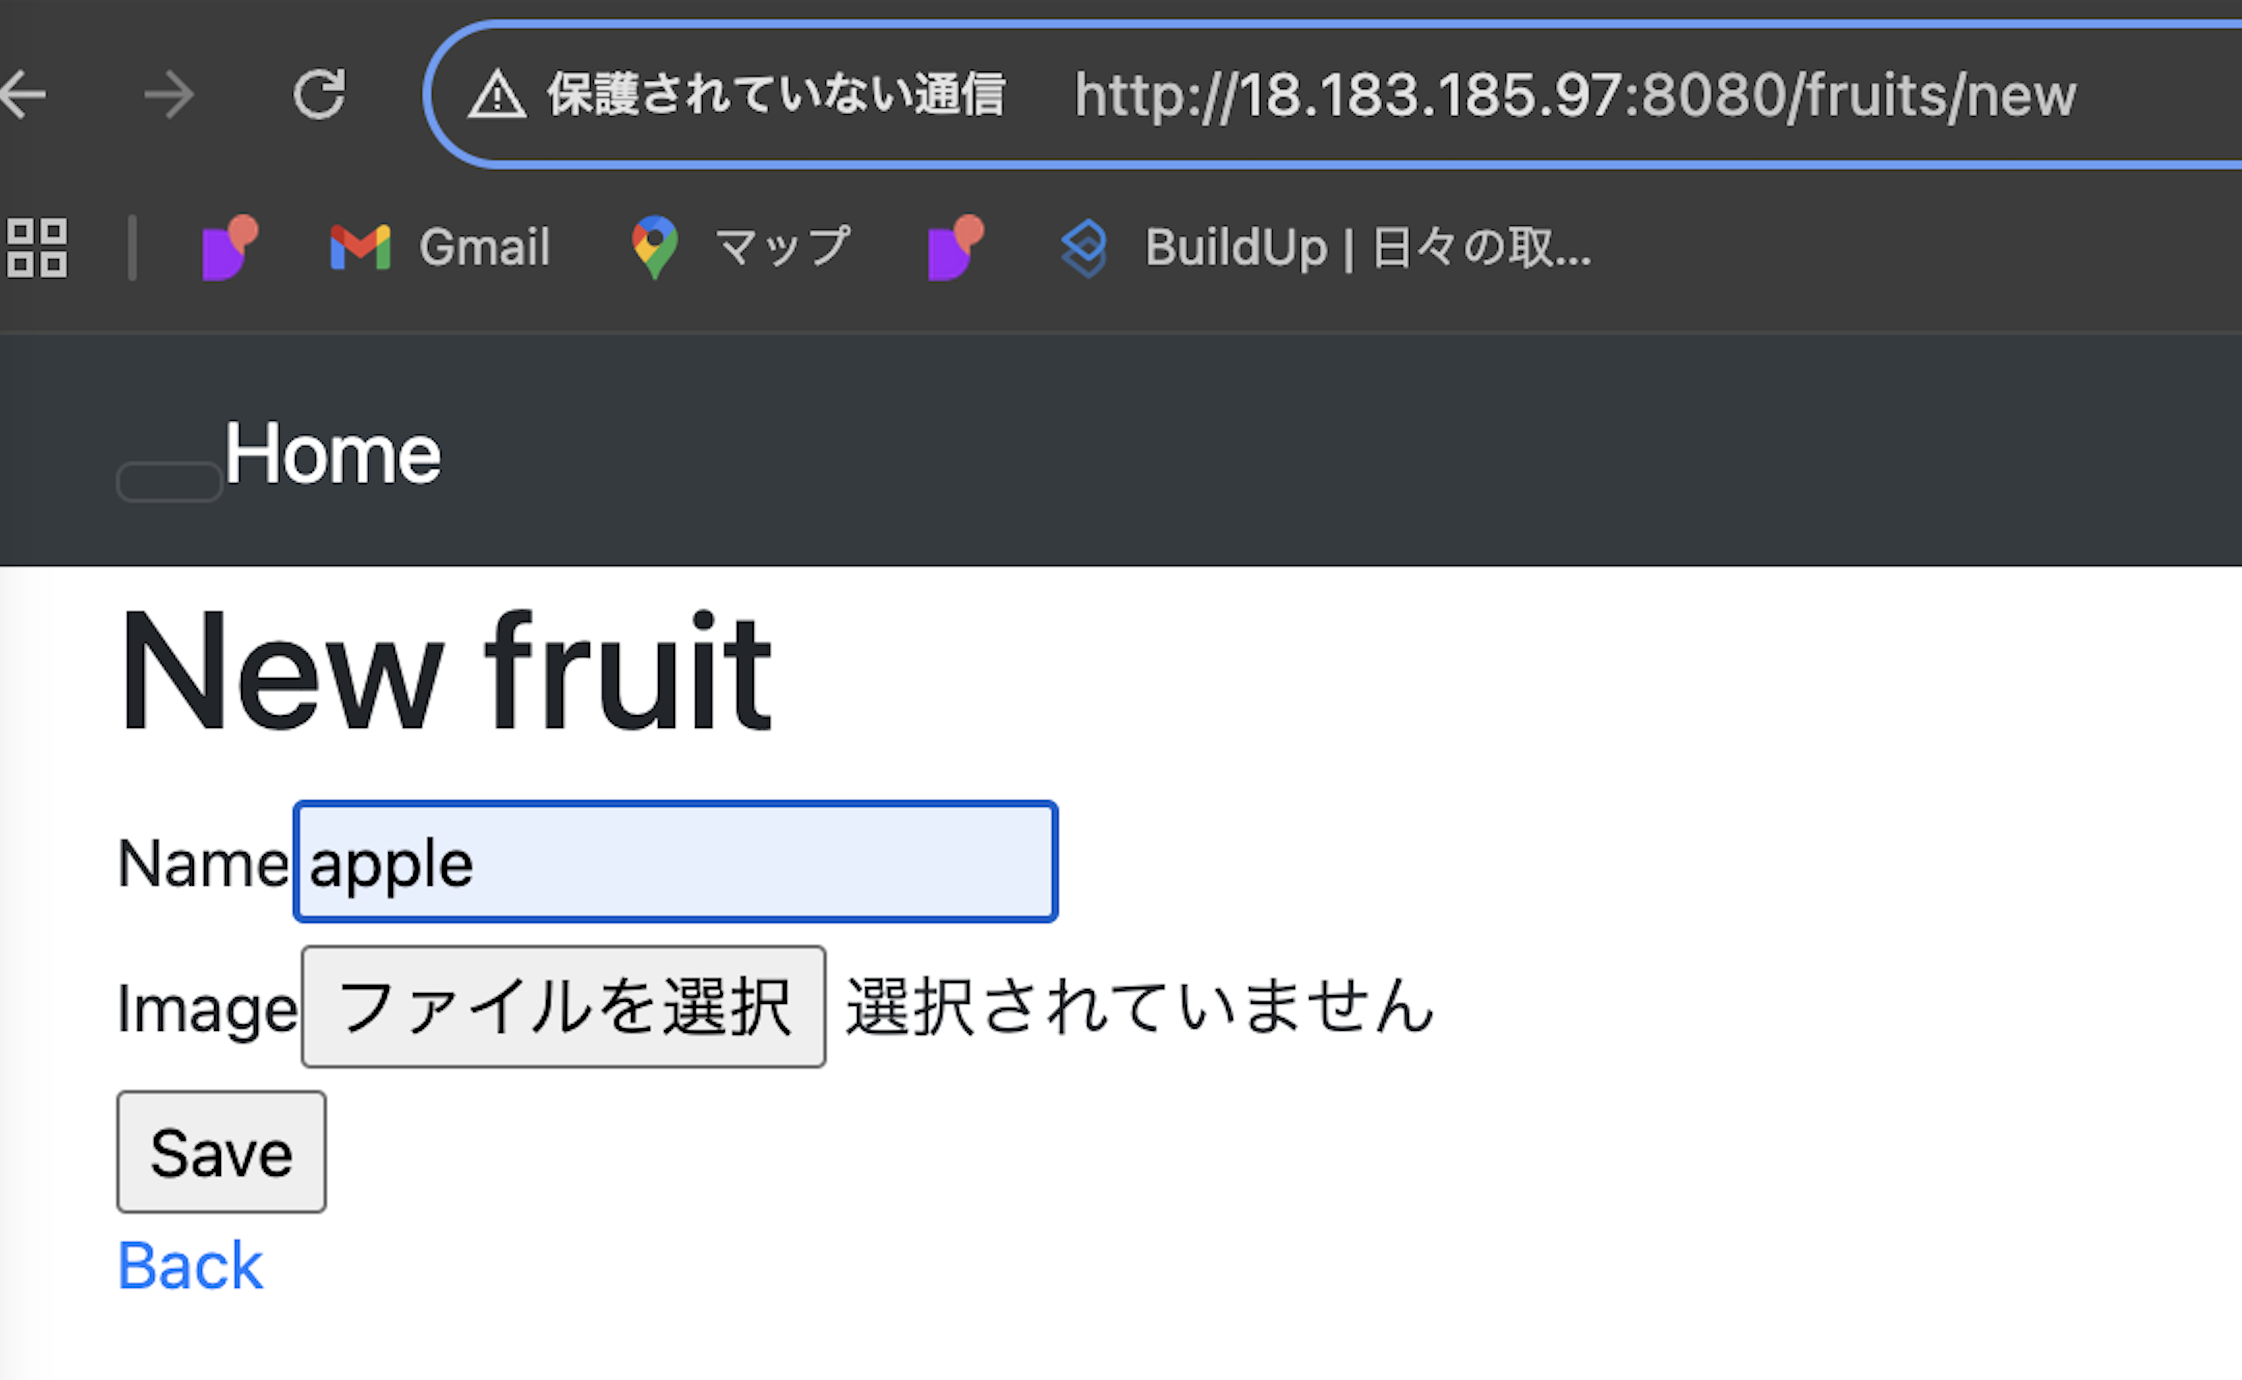 保護されていない通信 http://18.183.185.97:8080/fruits/new
Gmail マップ BuildUp | 日々の取...
Home
New fruit
Name apple
Image ファイルを選択 選択されていません
Save
Back